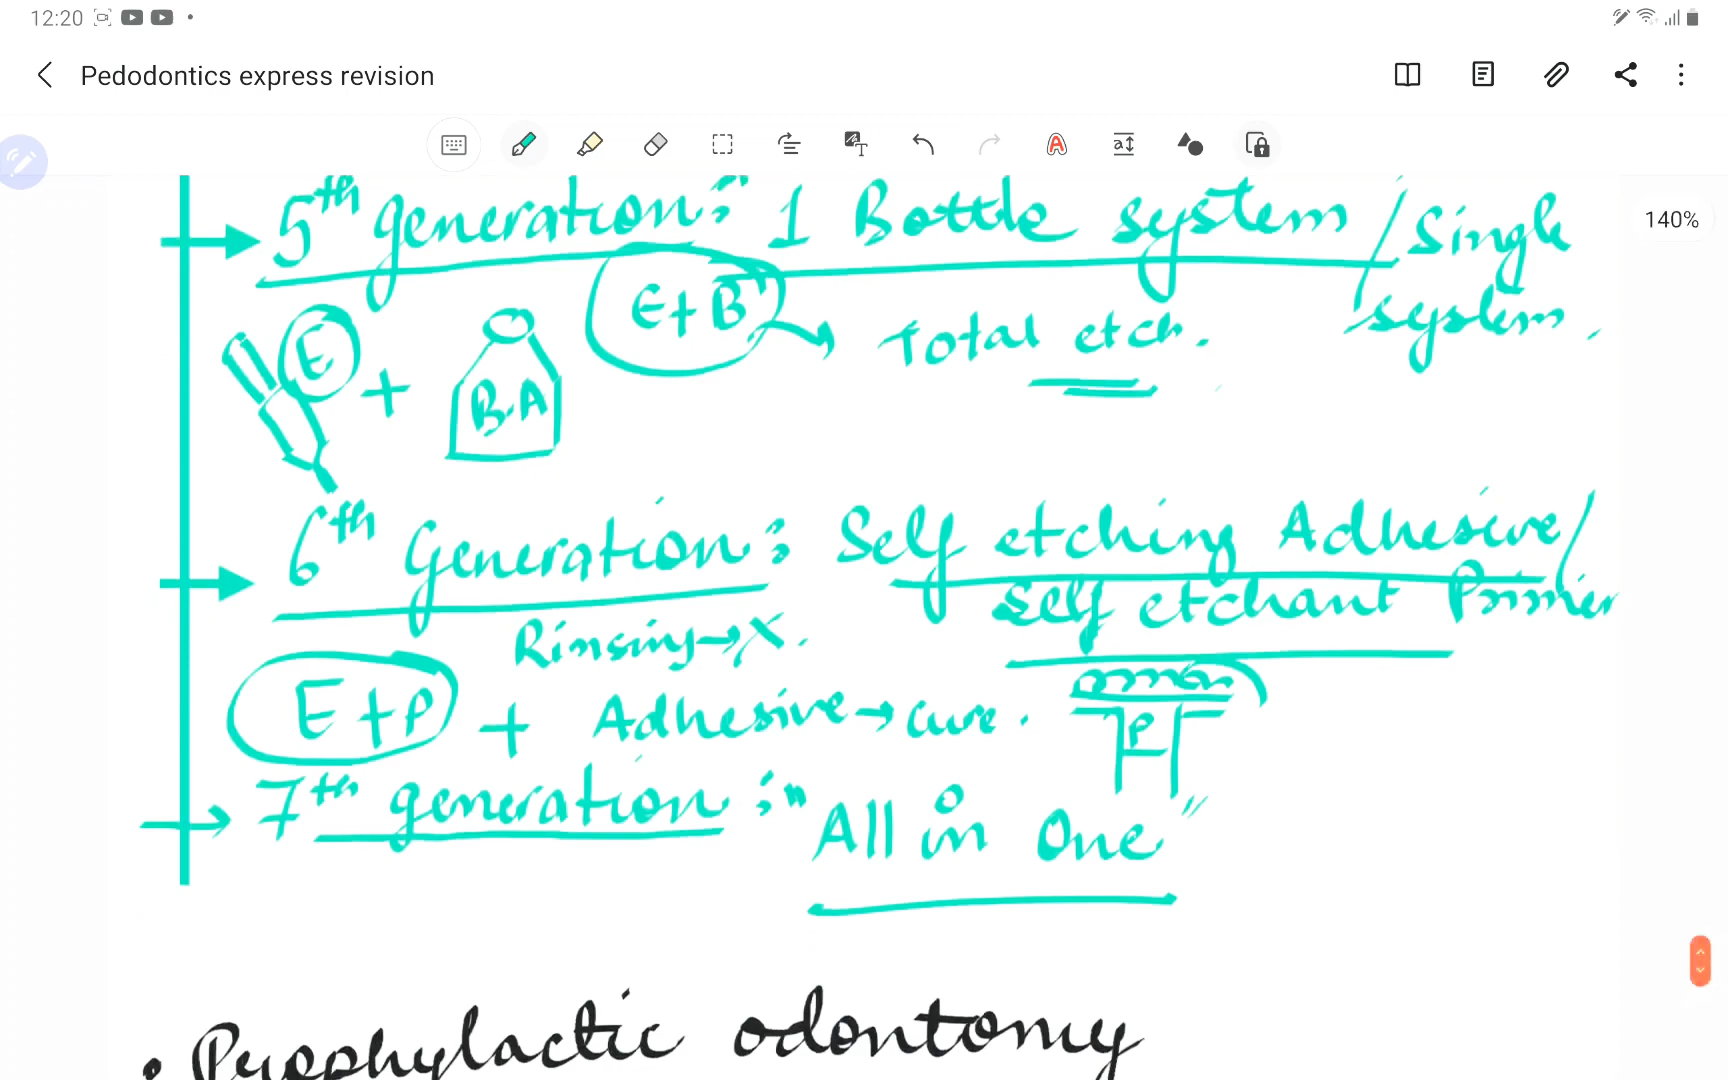 12:20
Pedodontics express revision
140%
5th generation:" 1 Bottle system / Single
system.
E + B" → Total etch.
E + B.A
6th Generation: Self etching Adhesive/
Self etchant Primer
Rinsing → X.
E + P + Adhesive → cure.
P
7th generation :" All in One"
• Prophylactic odontomy